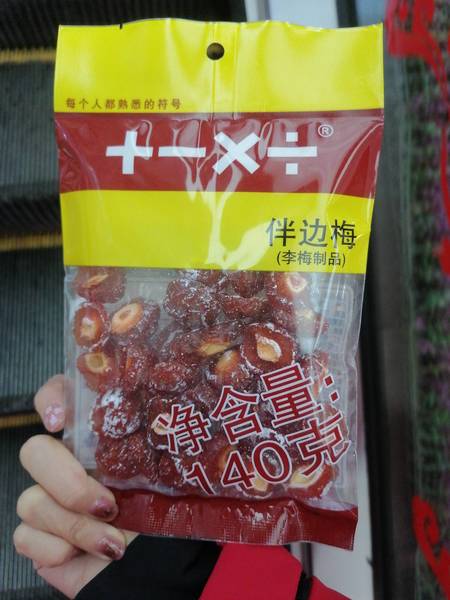 每个人都熟悉的符号
+−×÷®
伴边梅
(李梅制品)
净含量:
140克